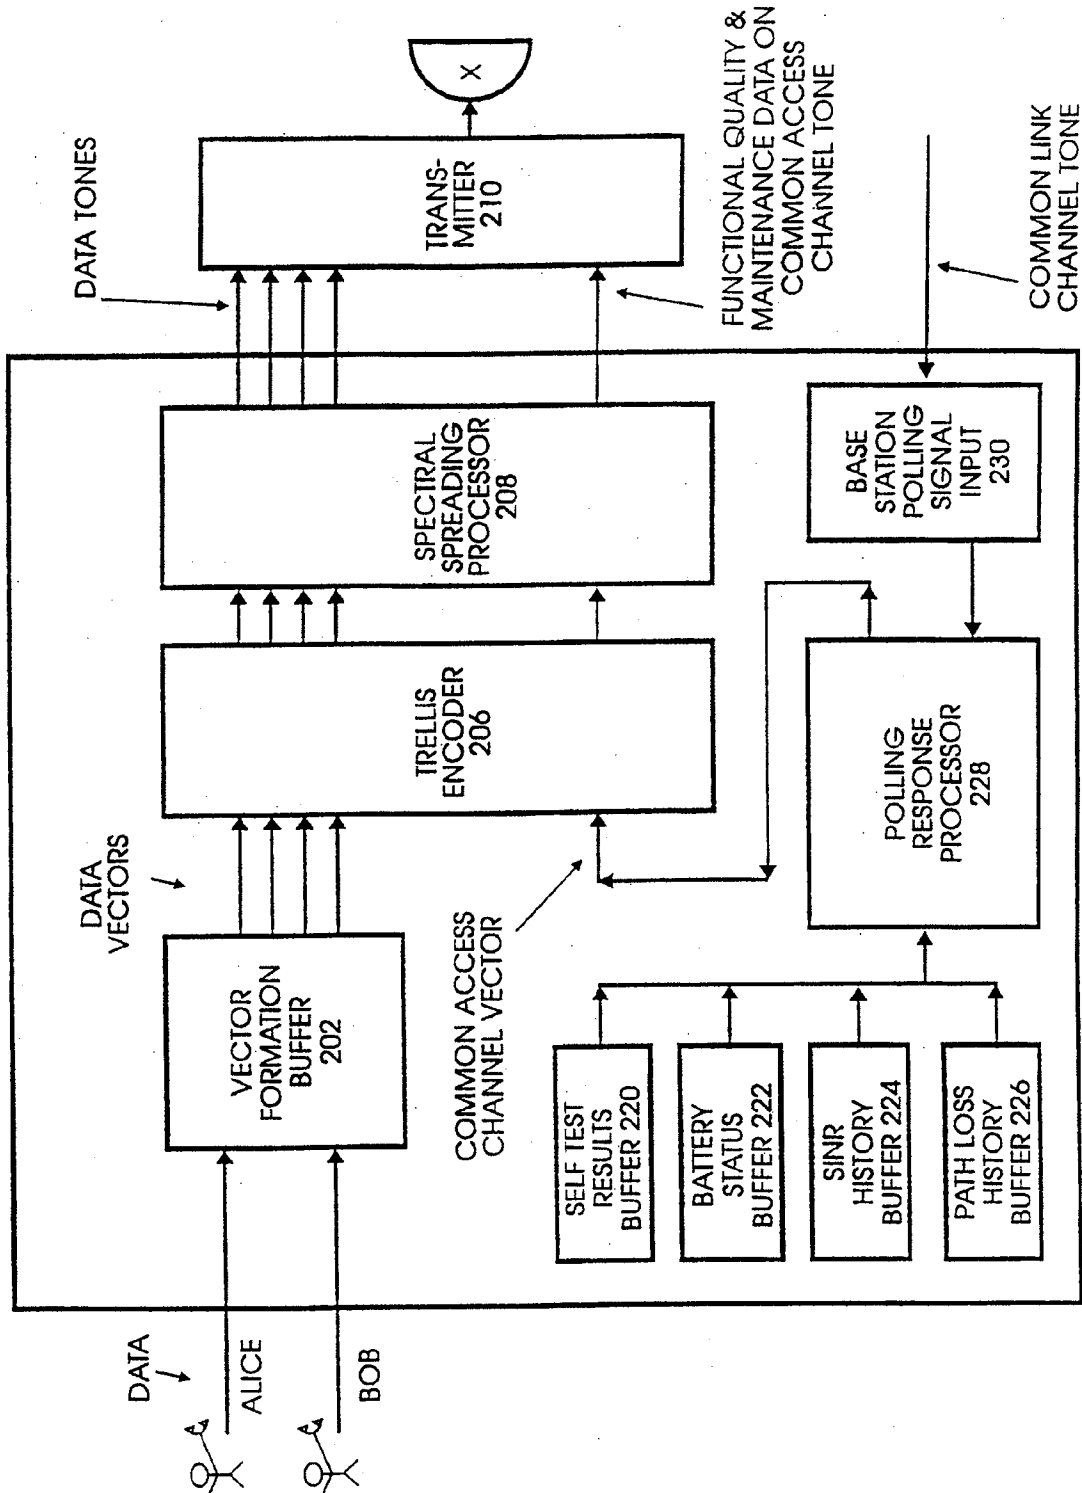 DATA
ALICE
BOB
VECTOR
FORMATION
BUFFER
202
DATA
VECTORS
TRELLIS
ENCODER
206
SPECTRAL
SPREADING
PROCESSOR
208
DATA TONES
TRANS-
MITTER
210
X
FUNCTIONAL QUALITY &
MAINTENANCE DATA ON
COMMON ACCESS
CHANNEL TONE
COMMON ACCESS
CHANNEL VECTOR
SELF TEST
RESULTS
BUFFER 220
BATTERY
STATUS
BUFFER 222
SINR
HISTORY
BUFFER 224
PATH LOSS
HISTORY
BUFFER 226
POLLING
RESPONSE
PROCESSOR
228
BASE
STATION
POLLING
SIGNAL
INPUT
230
COMMON LINK
CHANNEL TONE